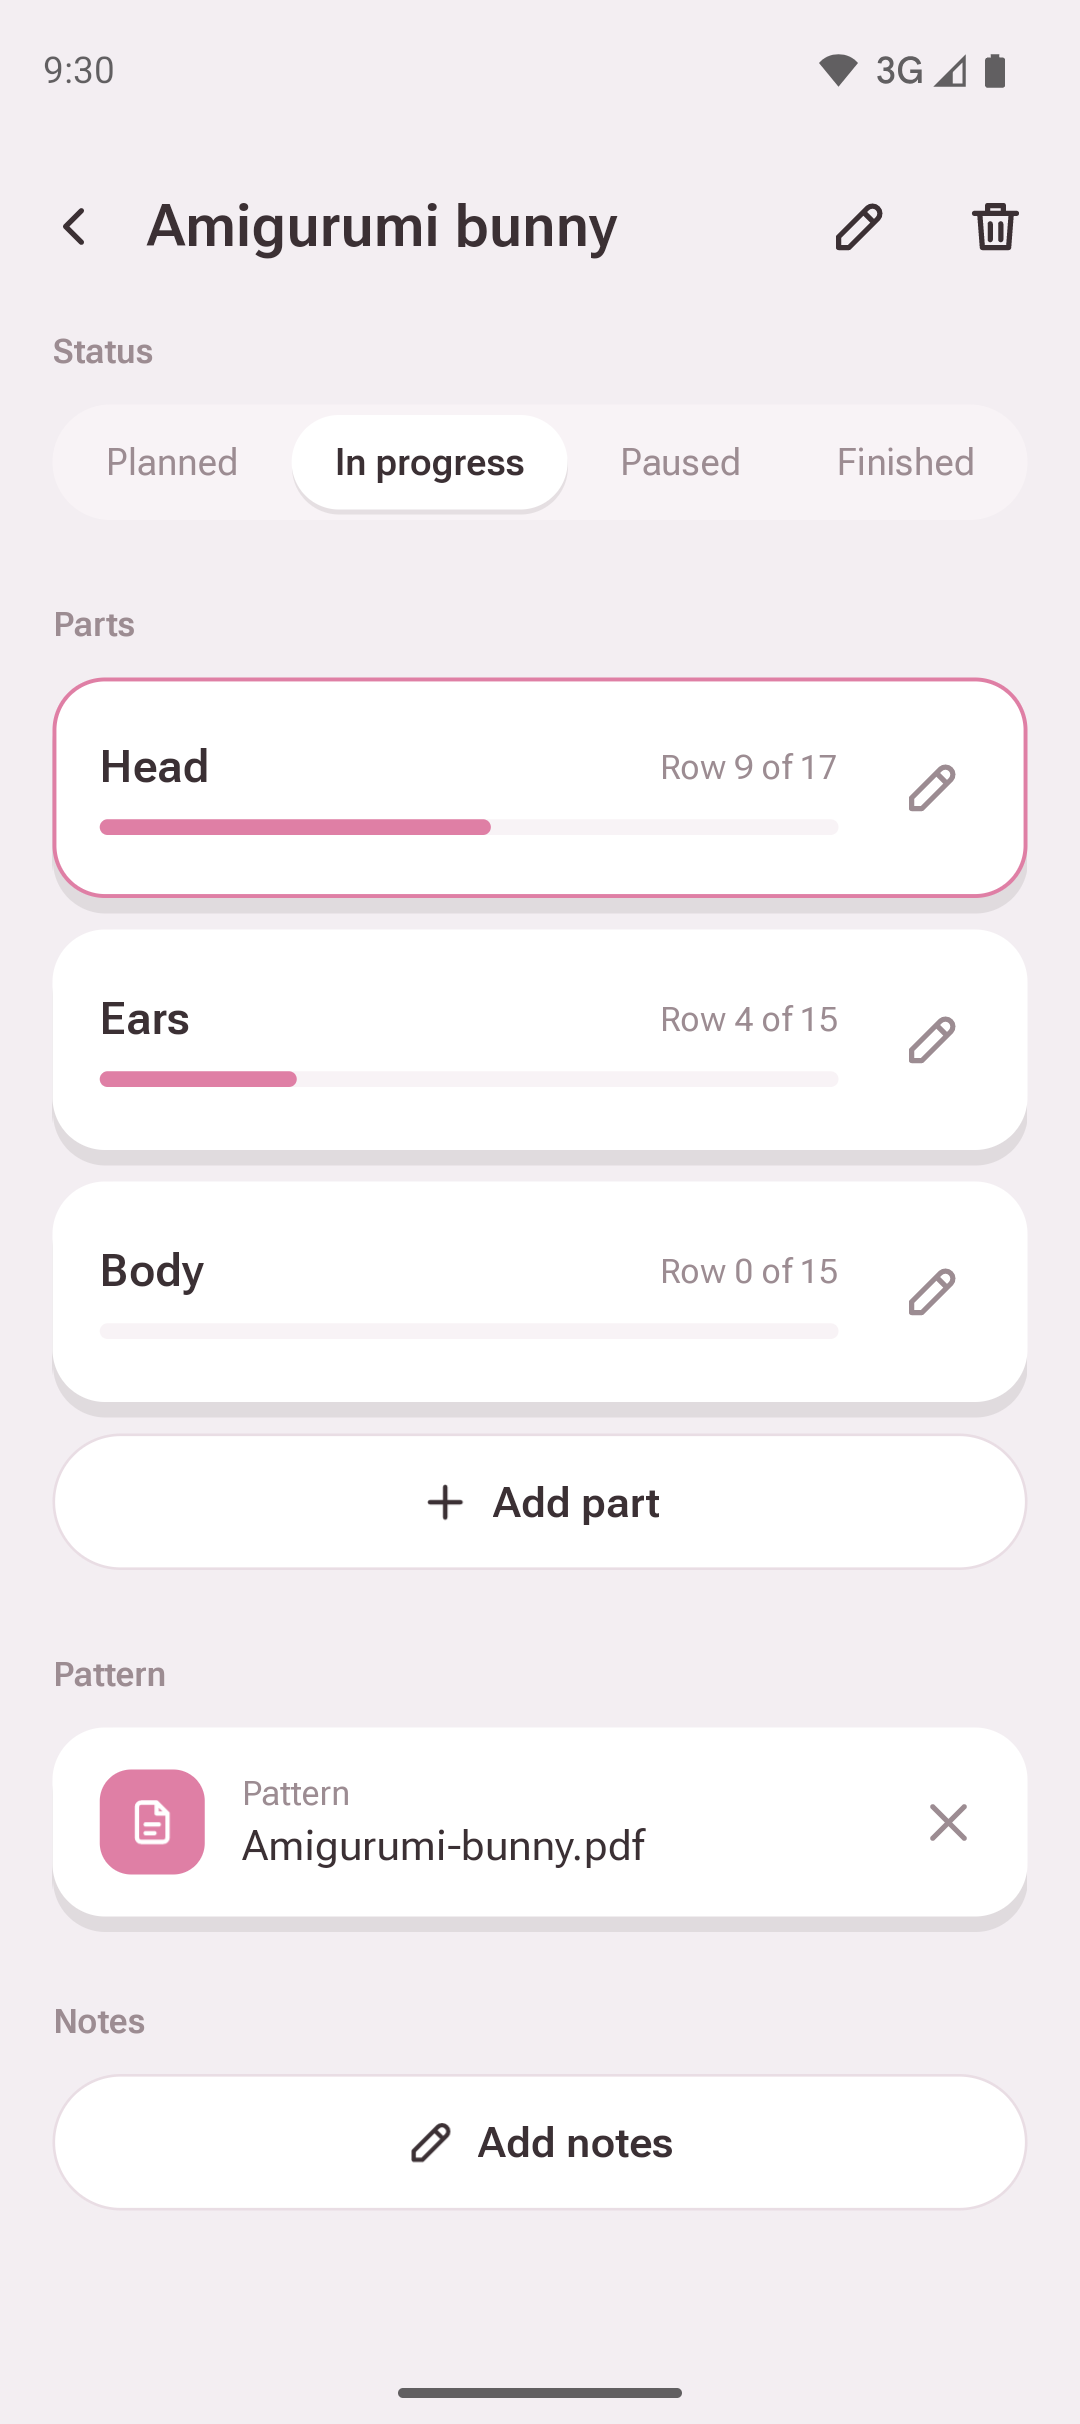 9:30
3G
Amigurumi bunny
Status
Planned
In progress
Paused
Finished
Parts
Head
Row 9 of 17
Ears
Row 4 of 15
Body
Row 0 of 15
Add part
Pattern
Pattern
Amigurumi-bunny.pdf
Notes
Add notes